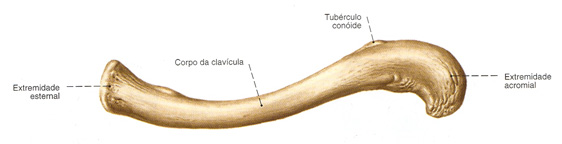 Tubérculo
conóide
Corpo da clavícula
Extremidade
esternal
Extremidade
acromial